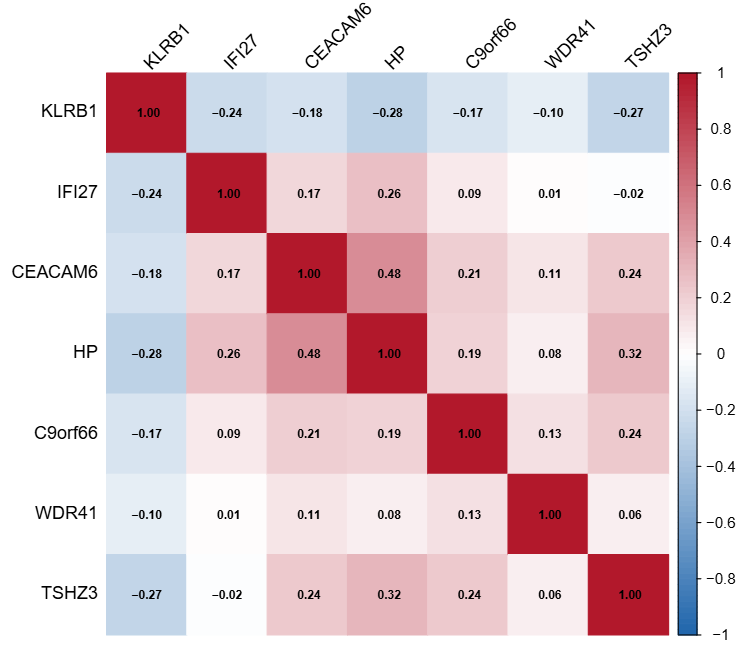 KLRB1 IFI27 CEACAM6 HP C9orf66 WDR41 TSHZ3
KLRB1 1.00 −0.24 −0.18 −0.28 −0.17 −0.10 −0.27
IFI27 −0.24 1.00 0.17 0.26 0.09 0.01 −0.02
CEACAM6 −0.18 0.17 1.00 0.48 0.21 0.11 0.24
HP −0.28 0.26 0.48 1.00 0.19 0.08 0.32
C9orf66 −0.17 0.09 0.21 0.19 1.00 0.13 0.24
WDR41 −0.10 0.01 0.11 0.08 0.13 1.00 0.06
TSHZ3 −0.27 −0.02 0.24 0.32 0.24 0.06 1.00
1
0.8
0.6
0.4
0.2
0
−0.2
−0.4
−0.6
−0.8
−1